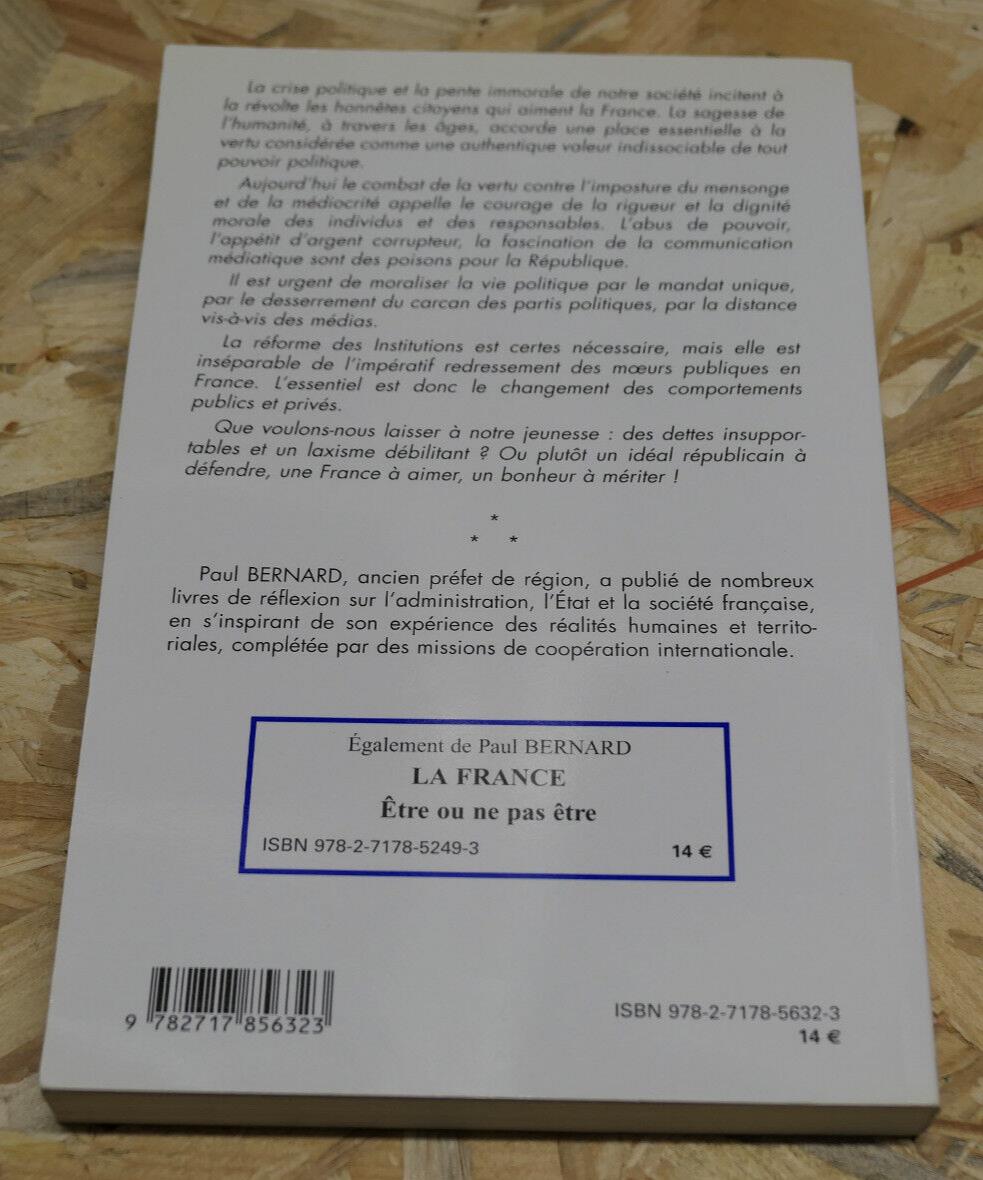 La crise politique et la pente immorale de notre société incitent à
la révolte les honnêtes citoyens qui aiment la France. La sagesse de
l'humanité, à travers les âges, accorde une place essentielle à la
vertu considérée comme une authentique valeur indissociable de tout
pouvoir politique.
Aujourd'hui le combat de la vertu contre l'imposture du mensonge
et de la médiocrité appelle le courage de la rigueur et la dignité
morale des individus et des responsables. L'abus de pouvoir,
l'appétit d'argent corrupteur, la fascination de la communication
médiatique sont des poisons pour la République.
Il est urgent de moraliser la vie politique par le mandat unique,
par le desserrement du carcan des partis politiques, par la distance
vis-à-vis des médias.
La réforme des Institutions est certes nécessaire, mais elle est
inséparable de l'impératif redressement des mœurs publiques en
France. L'essentiel est donc le changement des comportements
publics et privés.
Que voulons-nous laisser à notre jeunesse : des dettes insuppor-
tables et un laxisme débilitant ? Ou plutôt un idéal républicain à
défendre, une France à aimer, un bonheur à mériter !
*
* *
Paul BERNARD, ancien préfet de région, a publié de nombreux
livres de réflexion sur l'administration, l'État et la société française,
en s'inspirant de son expérience des réalités humaines et territo-
riales, complétée par des missions de coopération internationale.
Également de Paul BERNARD
LA FRANCE
Être ou ne pas être
ISBN 978-2-7178-5249-3 14 €
9 782717 856323
ISBN 978-2-7178-5632-3
14 €